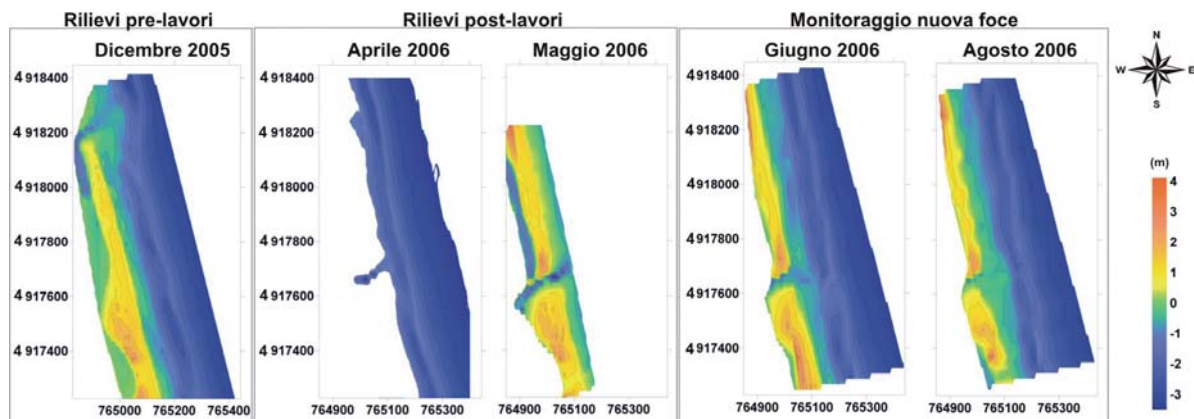 Rilievi pre-lavori
Rilievi post-lavori
Monitoraggio nuova foce
Dicembre 2005
Aprile 2006
Maggio 2006
Giugno 2006
Agosto 2006
N
W E
S
4 918400
4 918200
4 918000
4 917800
4 917600
4 917400
765000 765200 765400
4 918400
4 918200
4 918000
4 917800
4 917600
4 917400
764900 765100 765300
764900 765100 765300
4 918400
4 918200
4 918000
4 917800
4 917600
4 917400
764900 765100 765300
764900 765100 765300
(m)
4
3
2
1
0
-1
-2
-3